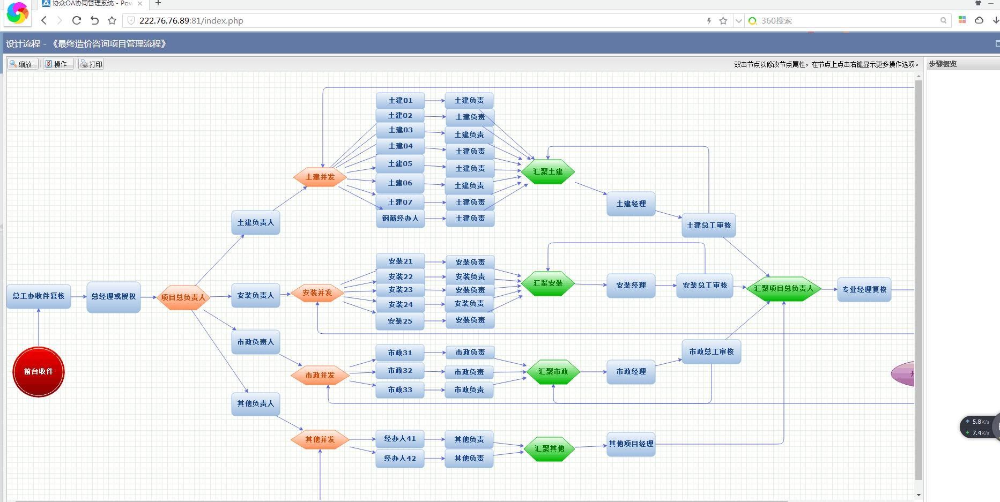 协众OA协同管理系统 - Pow
222.76.76.89:81/index.php
360搜索
设计流程 - 《最终造价咨询项目管理流程》
缩放
操作
打印
双击节点以修改节点属性，在节点上点击右键显示更多操作选项。
步骤概览
土建01
土建负责
土建02
土建负责
土建03
土建负责
土建04
土建负责
土建05
土建负责
土建06
土建负责
土建07
土建负责
钢筋经办人
土建负责
土建并发
汇聚土建
土建经理
土建负责人
土建总工审核
安装21
安装负责
安装22
安装负责
安装23
安装负责
安装24
安装负责
安装25
安装负责
总工办收件复核
总经理或授权
项目总负责人
安装负责人
安装并发
汇聚安装
安装经理
安装总工审核
汇聚项目总负责人
专业经理复核
市政负责人
市政31
市政负责
市政32
市政负责
市政33
市政负责
前台收件
市政并发
汇聚市政
市政经理
市政总工审核
开
其他负责人
其他并发
经办人41
其他负责
经办人42
其他负责
汇聚其他
其他项目经理
5.8K/s
7.4K/s